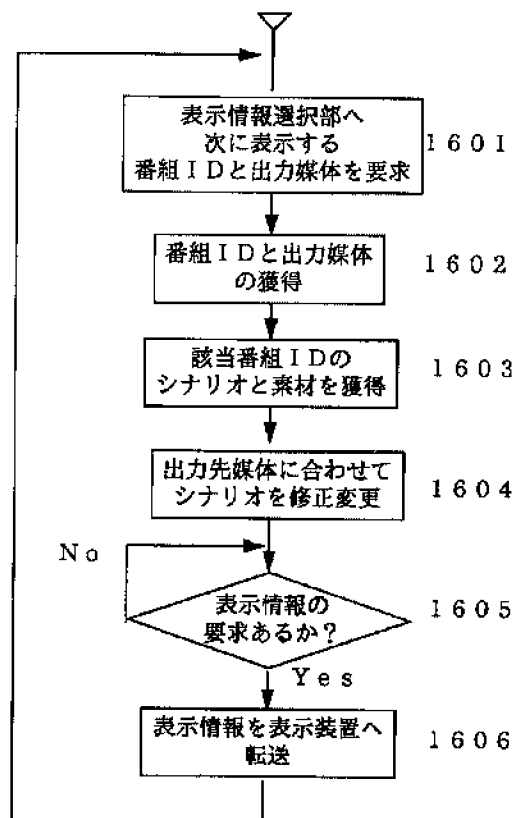 表示情報選択部へ
次に表示する
番組IDと出力媒体を要求
1601
番組IDと出力媒体
の獲得
1602
該当番組IDの
シナリオと素材を獲得
1603
出力先媒体に合わせて
シナリオを修正変更
1604
No
表示情報の
要求あるか?
1605
Yes
表示情報を表示装置へ
転送
1606